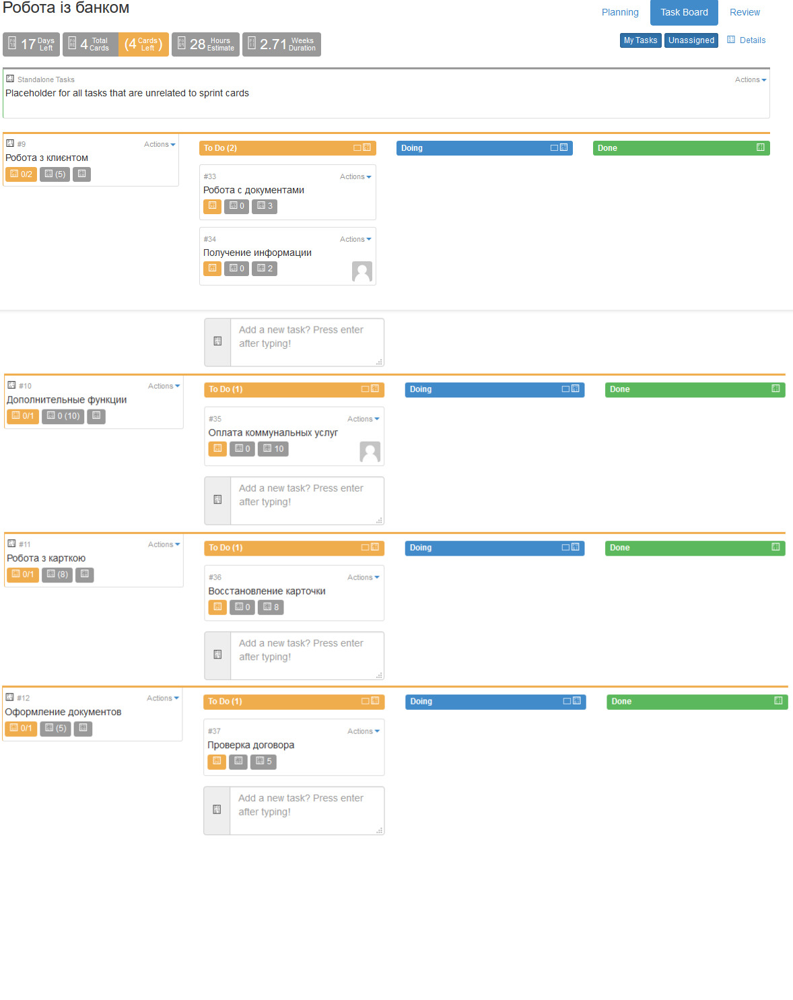 Робота із банком
Planning Task Board Review
17 Days Left 4 Total Cards (4 Cards Left) 28 Hours Estimate 2.71 Weeks Duration
My Tasks Unassigned Details
Standalone Tasks Actions
Placeholder for all tasks that are unrelated to sprint cards
#9 Actions
Робота з клиєнтом
0/2 (5)
To Do (2) Doing Done
#33 Actions
Робота с документами
0 3
#34 Actions
Получение информации
0 2
Add a new task? Press enter
after typing!
#10 Actions
Дополнительные функции
0/1 0 (10)
To Do (1) Doing Done
#35 Actions
Оплата коммунальных услуг
0 10
Add a new task? Press enter
after typing!
#11 Actions
Робота з карткою
0/1 (8)
To Do (1) Doing Done
#36 Actions
Восстановление карточки
0 8
Add a new task? Press enter
after typing!
#12 Actions
Оформление документов
0/1 (5)
To Do (1) Doing Done
#37 Actions
Проверка договора
5
Add a new task? Press enter
after typing!